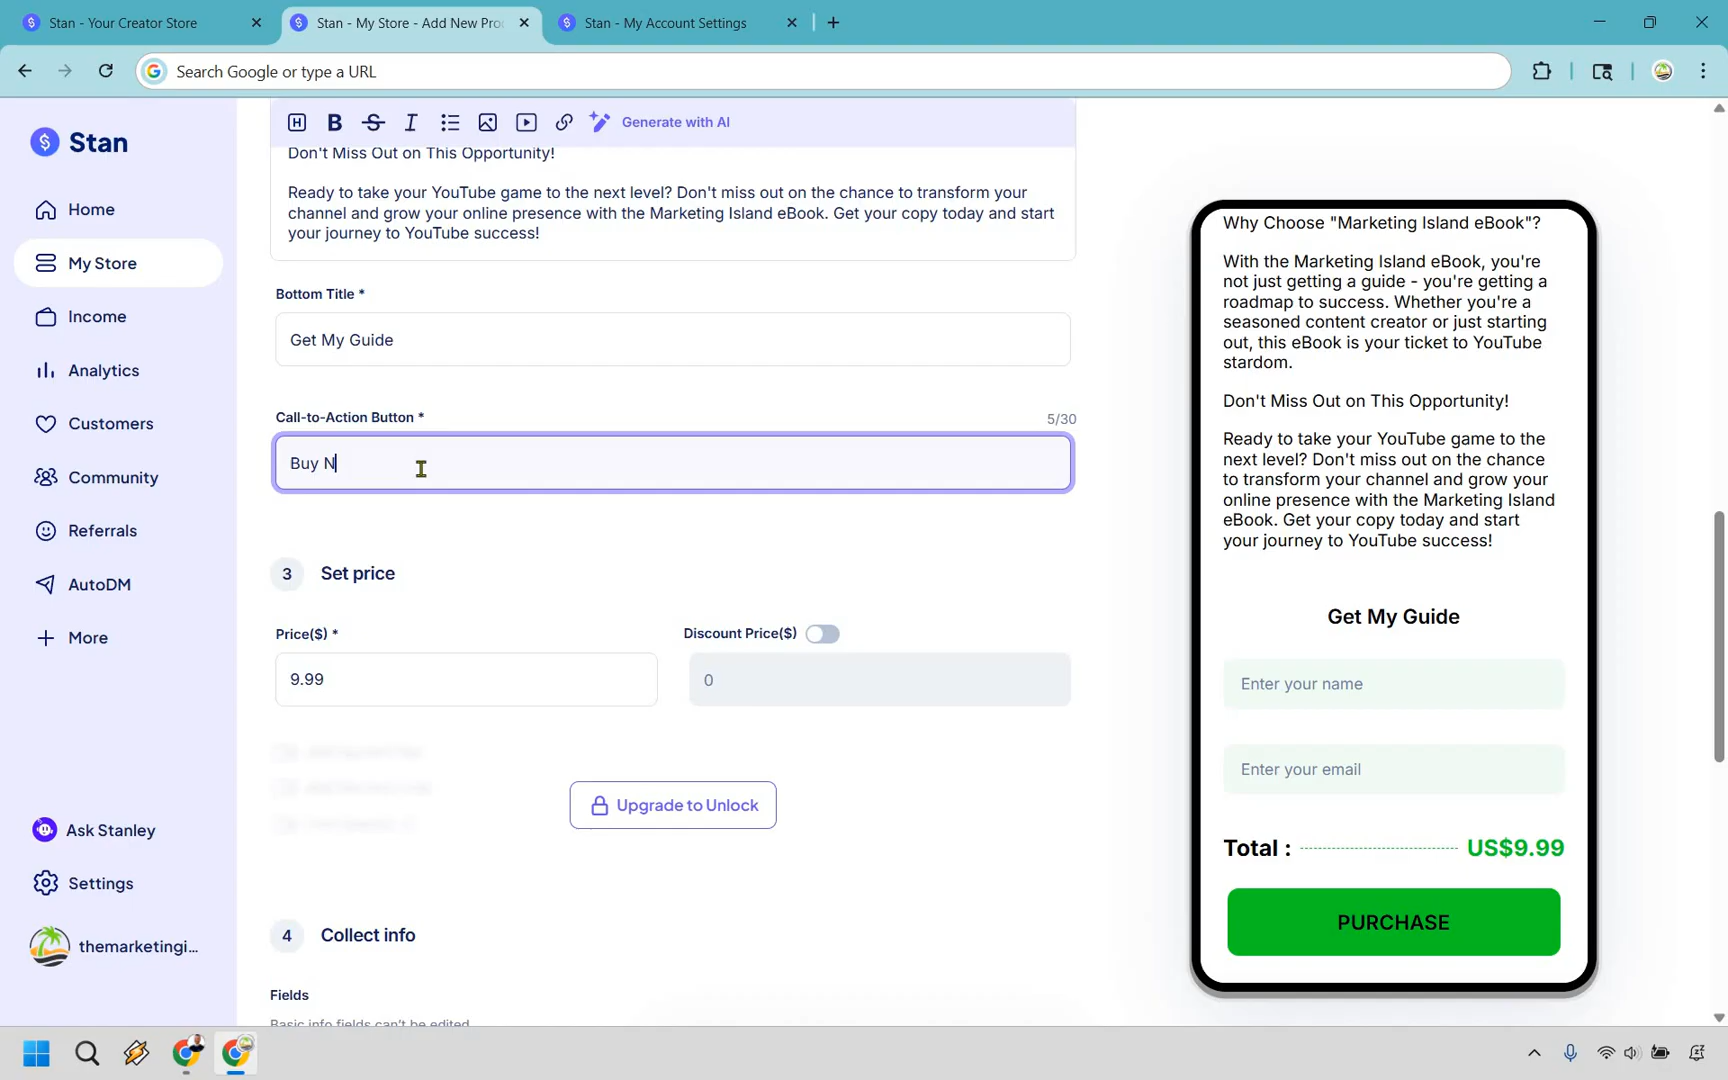 Stan - Your Creator Store
Stan - My Store - Add New Pro
Stan - My Account Settings
Search Google or type a URL
Stan
Home
My Store
Income
Analytics
Customers
Community
Referrals
AutoDM
More
Ask Stanley
Settings
themarketingi...
Generate with AI
Don't Miss Out on This Opportunity!
Ready to take your YouTube game to the next level? Don't miss out on the chance to transform your
channel and grow your online presence with the Marketing Island eBook. Get your copy today and start
your journey to YouTube success!
Bottom Title *
Get My Guide
Call-to-Action Button *
5/30
Buy N
3 Set price
Price($) *
Discount Price($)
9.99
0
Upgrade to Unlock
4 Collect info
Fields
Basic info fields can't be edited
Why Choose "Marketing Island eBook"?
With the Marketing Island eBook, you're
not just getting a guide - you're getting a
roadmap to success. Whether you're a
seasoned content creator or just starting
out, this eBook is your ticket to YouTube
stardom.
Don't Miss Out on This Opportunity!
Ready to take your YouTube game to the
next level? Don't miss out on the chance
to transform your channel and grow your
online presence with the Marketing Island
eBook. Get your copy today and start
your journey to YouTube success!
Get My Guide
Enter your name
Enter your email
Total : US$9.99
PURCHASE